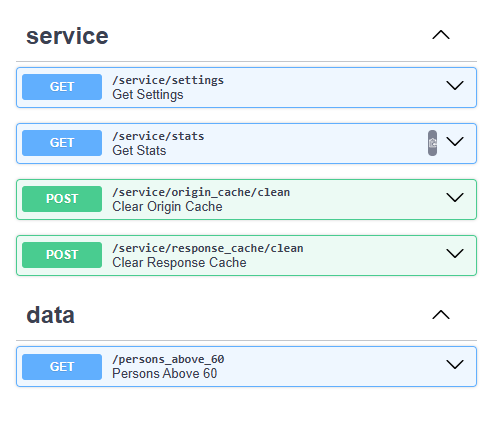 service
GET /service/settings
Get Settings
GET /service/stats
Get Stats
POST /service/origin_cache/clean
Clear Origin Cache
POST /service/response_cache/clean
Clear Response Cache
data
GET /persons_above_60
Persons Above 60